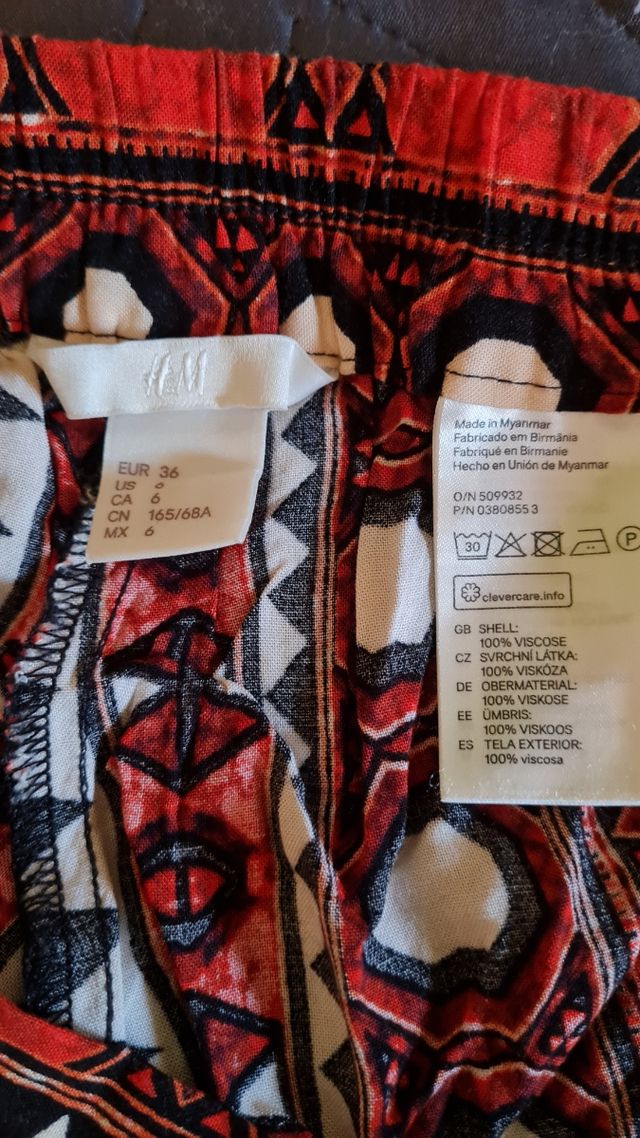 H&M
EUR 36
US 6
CA 6
CN 165/68A
MX 6
Made in Myanmar
Fabricado em Birmânia
Fabriqué en Birmanie
Hecho en Unión de Myanmar
O/N 509932
P/N 0380855 3
30
P
clevercare.info
GB SHELL:
100% VISCOSE
CZ SVRCHNÍ LÁTKA:
100% VISKÓZA
DE OBERMATERIAL:
100% VISKOSE
EE ÜMBRIS:
100% VISKOOS
ES TELA EXTERIOR:
100% viscosa